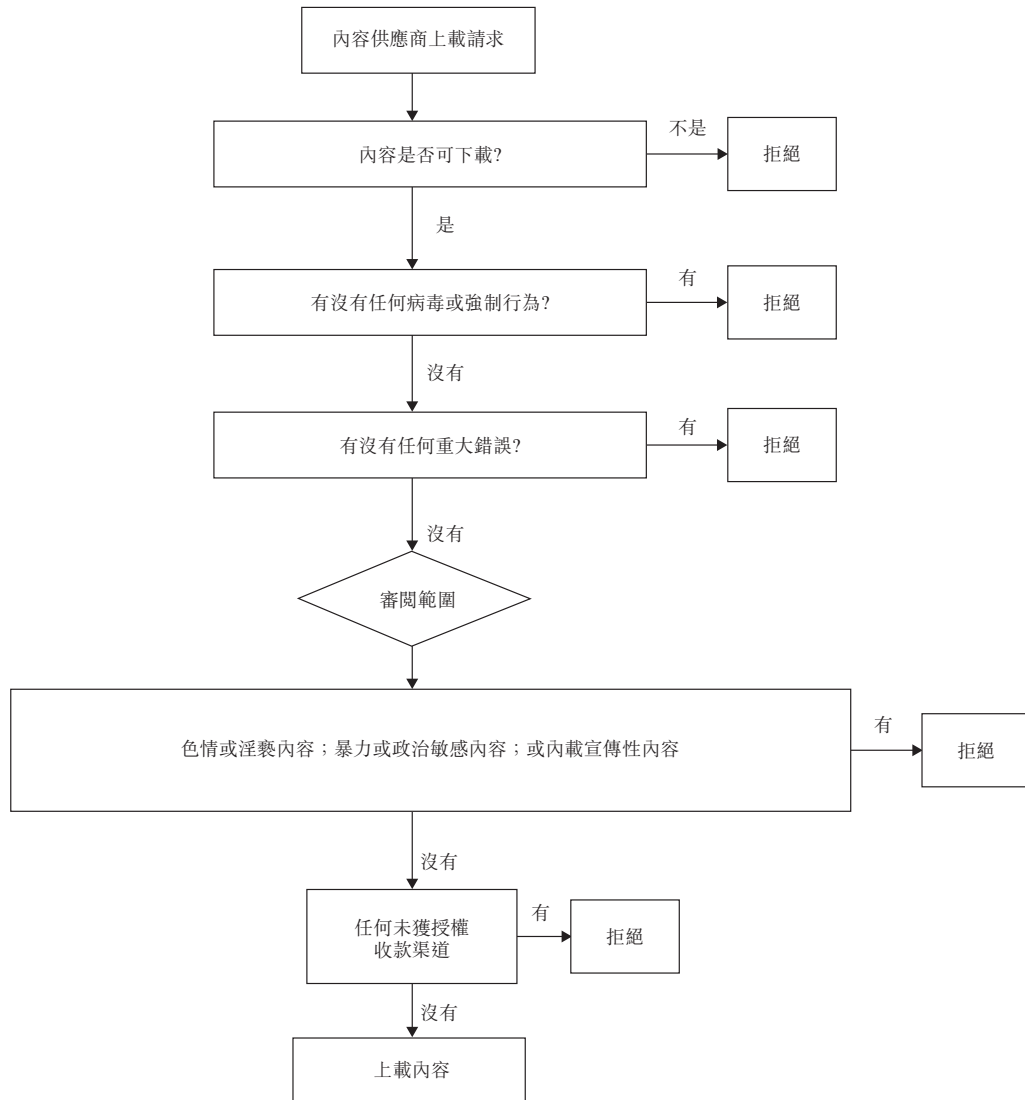 內容供應商上載請求
內容是否可下載?
不是
拒絕
是
有沒有任何病毒或強制行為?
有
拒絕
沒有
有沒有任何重大錯誤?
有
拒絕
沒有
審閱範圍
色情或淫褻內容；暴力或政治敏感內容；或內載宣傳性內容
有
拒絕
沒有
任何未獲授權
收款渠道
有
拒絕
沒有
上載內容